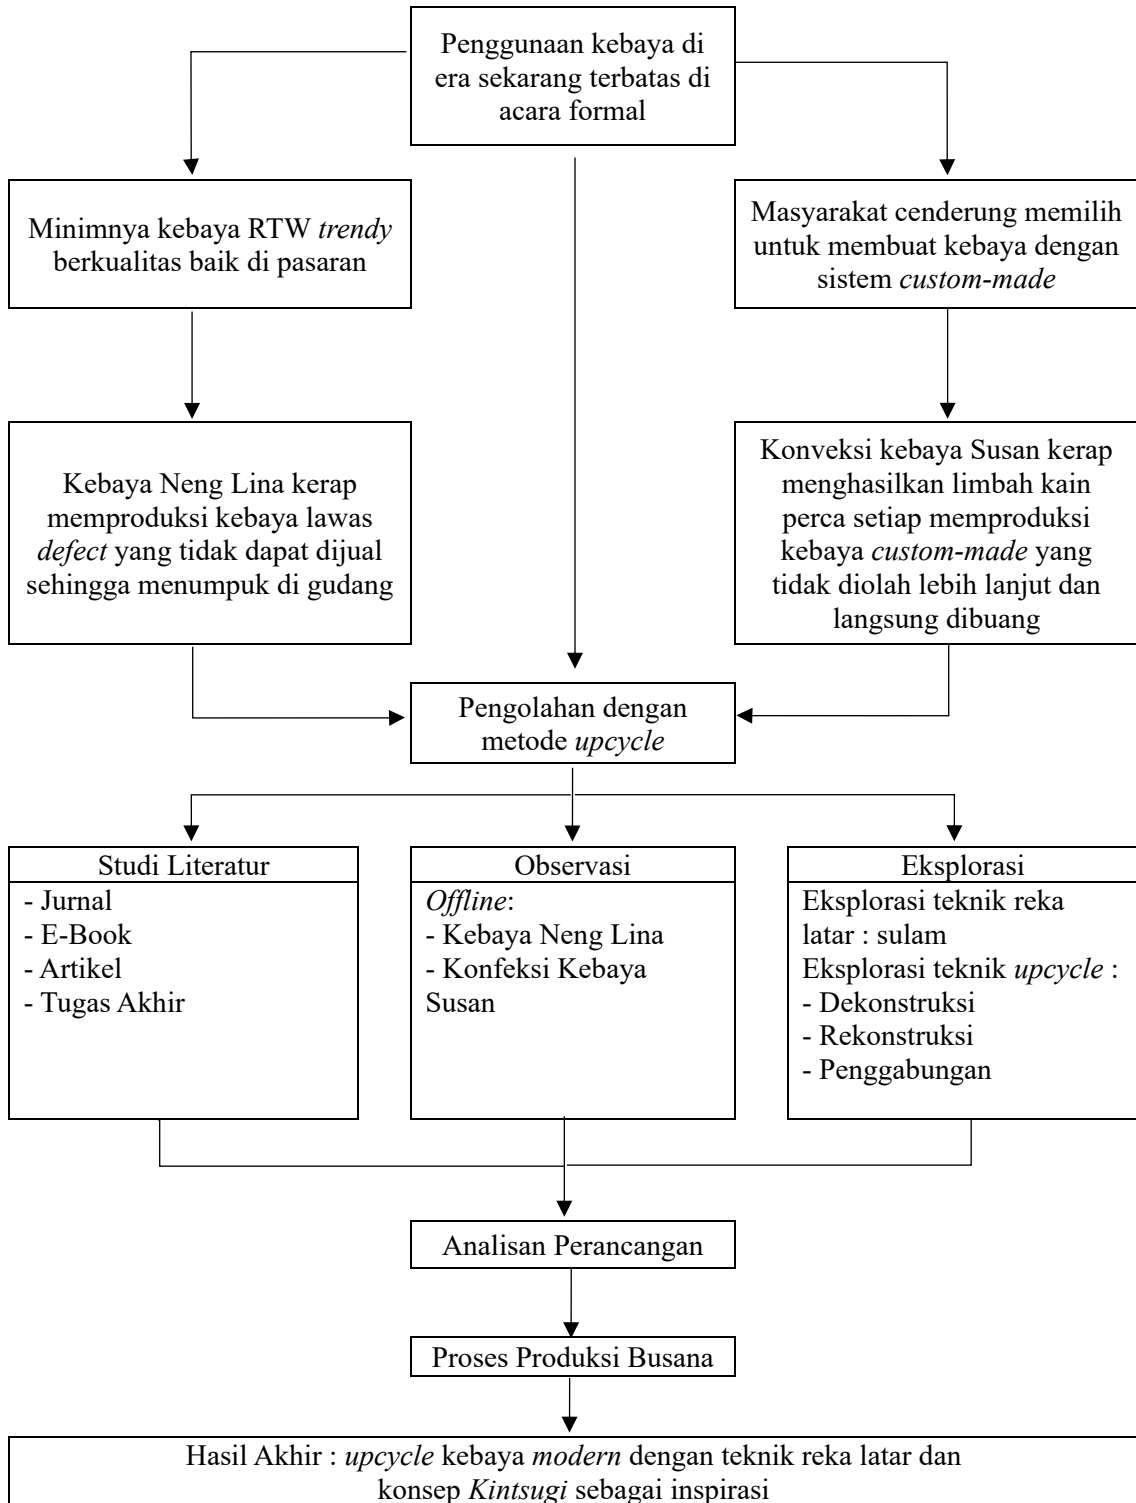 Penggunaan kebaya di
era sekarang terbatas di
acara formal
Minimnya kebaya RTW trendy
berkualitas baik di pasaran
Masyarakat cenderung memilih
untuk membuat kebaya dengan
sistem custom-made
Kebaya Neng Lina kerap
memproduksi kebaya lawas
defect yang tidak dapat dijual
sehingga menumpuk di gudang
Konveksi kebaya Susan kerap
menghasilkan limbah kain
perca setiap memproduksi
kebaya custom-made yang
tidak diolah lebih lanjut dan
langsung dibuang
Pengolahan dengan
metode upcycle
Studi Literatur
- Jurnal
- E-Book
- Artikel
- Tugas Akhir
Observasi
Offline:
- Kebaya Neng Lina
- Konfeksi Kebaya
Susan
Eksplorasi
Eksplorasi teknik reka
latar : sulam
Eksplorasi teknik upcycle :
- Dekonstruksi
- Rekonstruksi
- Penggabungan
Analisan Perancangan
Proses Produksi Busana
Hasil Akhir : upcycle kebaya modern dengan teknik reka latar dan
konsep Kintsugi sebagai inspirasi